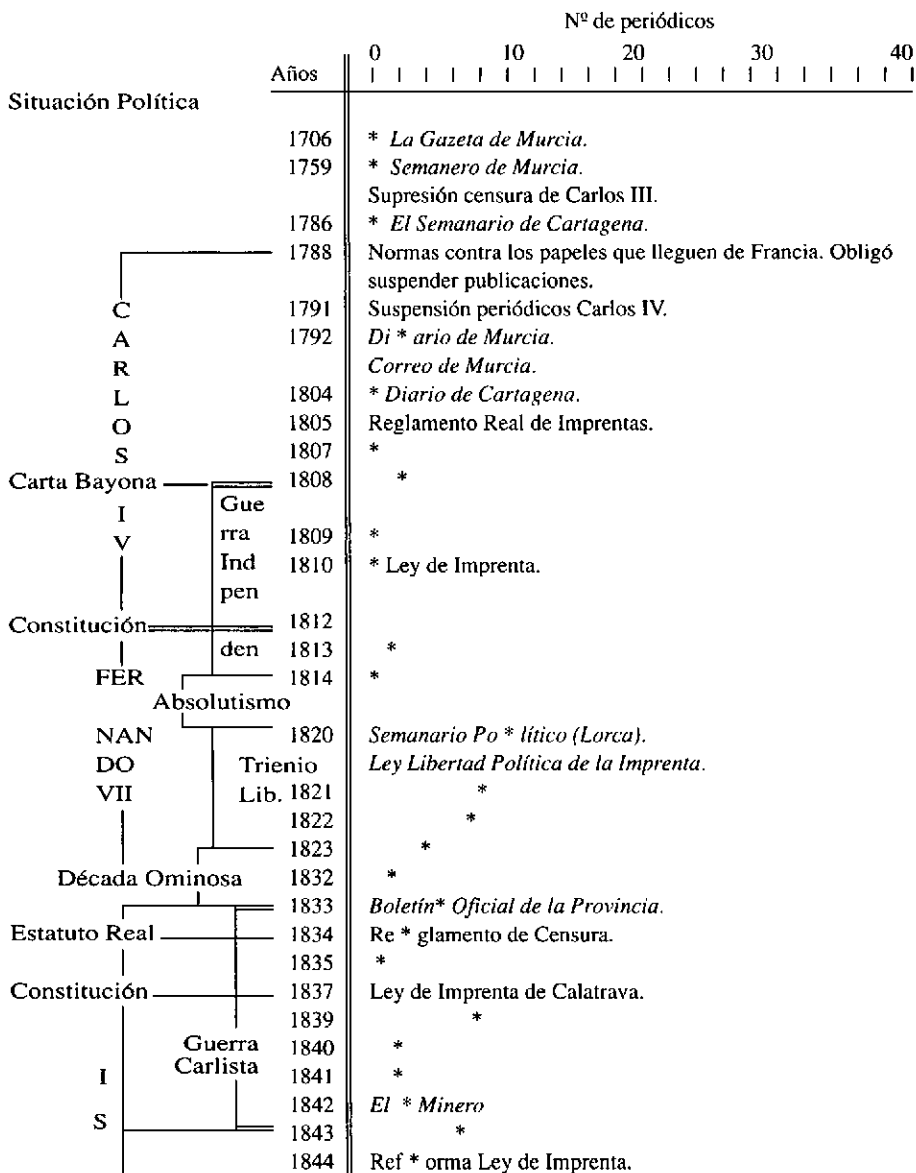 Nº de periódicos
0 10 20 30 40
Años
Situación Política
1706 * La Gazeta de Murcia.
1759 * Semanero de Murcia.
Supresión censura de Carlos III.
1786 * El Semanario de Cartagena.
1788 Normas contra los papeles que lleguen de Francia. Obligó
suspender publicaciones.
C 1791 Suspensión periódicos Carlos IV.
A 1792 Di * ario de Murcia.
R Correo de Murcia.
L 1804 * Diario de Cartagena.
O 1805 Reglamento Real de Imprentas.
S 1807 *
Carta Bayona 1808 *
Gue
I
rra 1809 *
V
Ind 1810 * Ley de Imprenta.
pen
Constitución 1812
den 1813 *
FER 1814 *
Absolutismo
NAN 1820 Semanario Po * lítico (Lorca).
DO Trienio Ley Libertad Política de la Imprenta.
VII Lib. 1821 *
1822 *
1823 *
Década Ominosa 1832 *
1833 Boletín* Oficial de la Provincia.
Estatuto Real 1834 Re * glamento de Censura.
1835 *
Constitución 1837 Ley de Imprenta de Calatrava.
1839 *
Guerra 1840 *
Carlista
I 1841 *
1842 El * Minero
S
1843 *
1844 Ref * orma Ley de Imprenta.